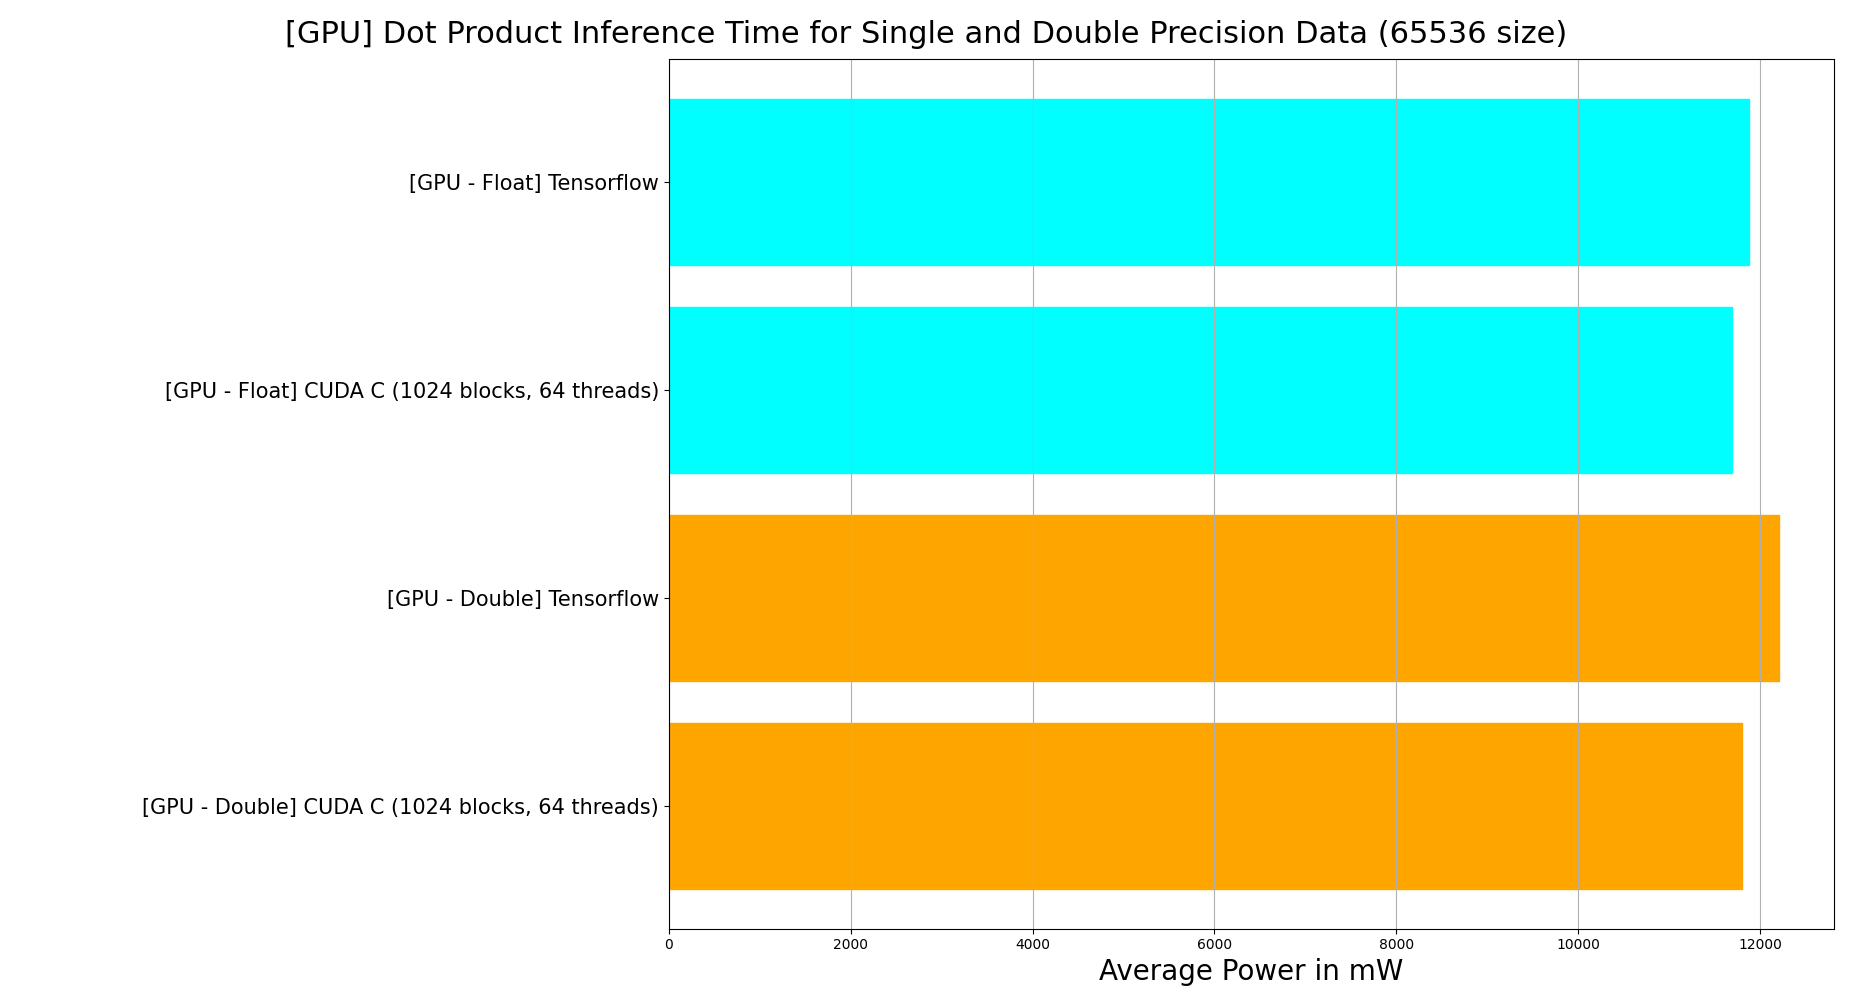 [GPU] Dot Product Inference Time for Single and Double Precision Data (65536 size)
[GPU - Float] Tensorflow
[GPU - Float] CUDA C (1024 blocks, 64 threads)
[GPU - Double] Tensorflow
[GPU - Double] CUDA C (1024 blocks, 64 threads)
0 2000 4000 6000 8000 10000 12000
Average Power in mW